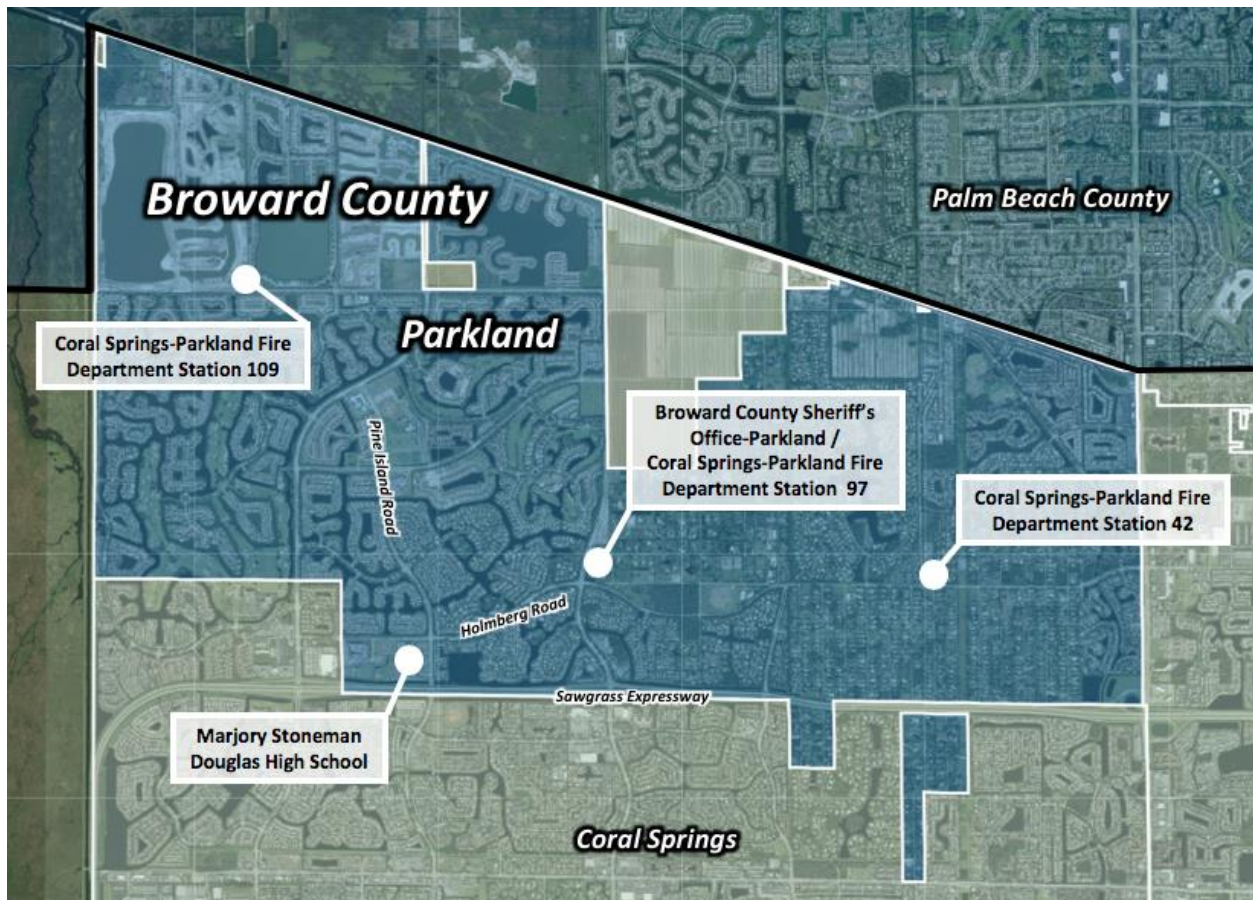 Broward County
Palm Beach County
Parkland
Coral Springs-Parkland Fire
Department Station 109
Pine Island Road
Broward County Sheriff's
Office-Parkland /
Coral Springs-Parkland Fire
Department Station 97
Coral Springs-Parkland Fire
Department Station 42
Holmberg Road
Sawgrass Expressway
Marjory Stoneman
Douglas High School
Coral Springs